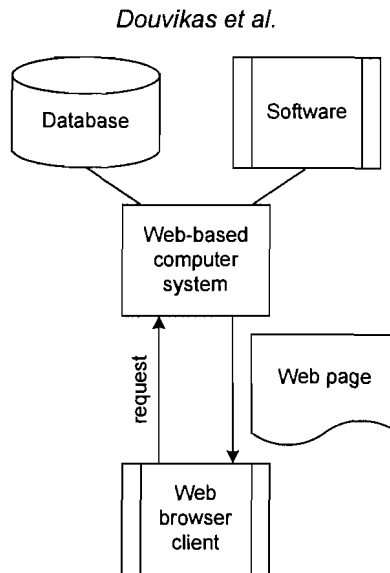 Douvikas et al.
Database
Software
Web-based
computer
system
request
Web page
Web
browser
client